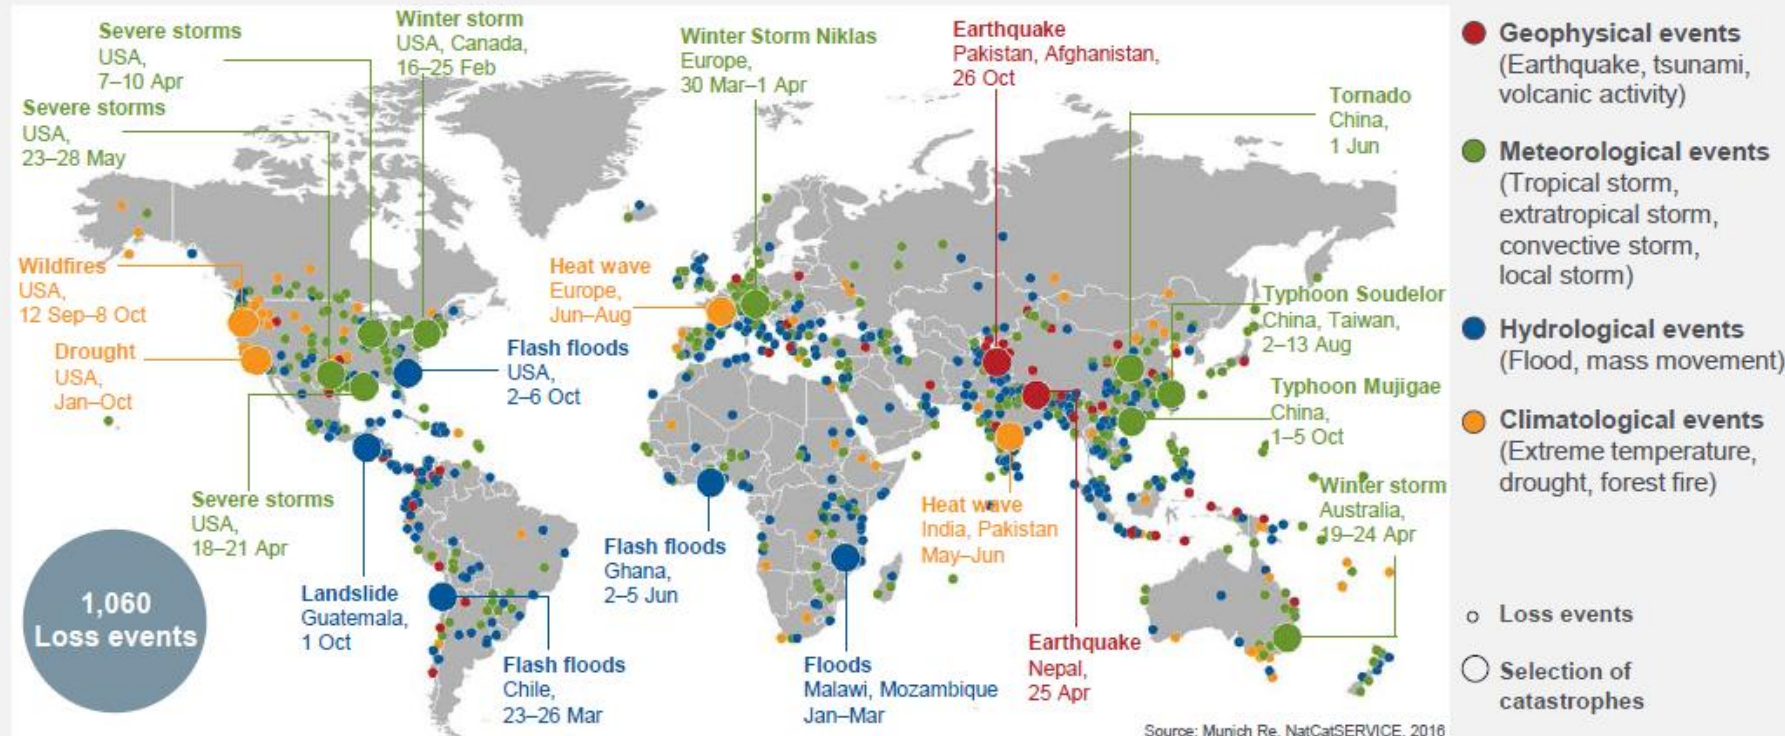 Severe storms
USA,
7–10 Apr
Winter storm
USA, Canada,
16–25 Feb
Winter Storm Niklas
Europe,
30 Mar–1 Apr
Earthquake
Pakistan, Afghanistan,
26 Oct
Tornado
China,
1 Jun
Severe storms
USA,
23–28 May
Wildfires
USA,
12 Sep–8 Oct
Drought
USA,
Jan–Oct
Heat wave
Europe,
Jun–Aug
Flash floods
USA,
2–6 Oct
Typhoon Soudelor
China, Taiwan,
2–13 Aug
Typhoon Mujigae
China,
1–5 Oct
Severe storms
USA,
18–21 Apr
Landslide
Guatemala,
1 Oct
Flash floods
Chile,
23–26 Mar
Flash floods
Ghana,
2–5 Jun
Floods
Malawi, Mozambique
Jan–Mar
Heat wave
India, Pakistan
May–Jun
Earthquake
Nepal,
25 Apr
Winter storm
Australia,
19–24 Apr
1,060
Loss events
Source: Munich Re, NatCatSERVICE, 2016
Geophysical events
(Earthquake, tsunami,
volcanic activity)
Meteorological events
(Tropical storm,
extratropical storm,
convective storm,
local storm)
Hydrological events
(Flood, mass movement)
Climatological events
(Extreme temperature,
drought, forest fire)
Loss events
Selection of
catastrophes